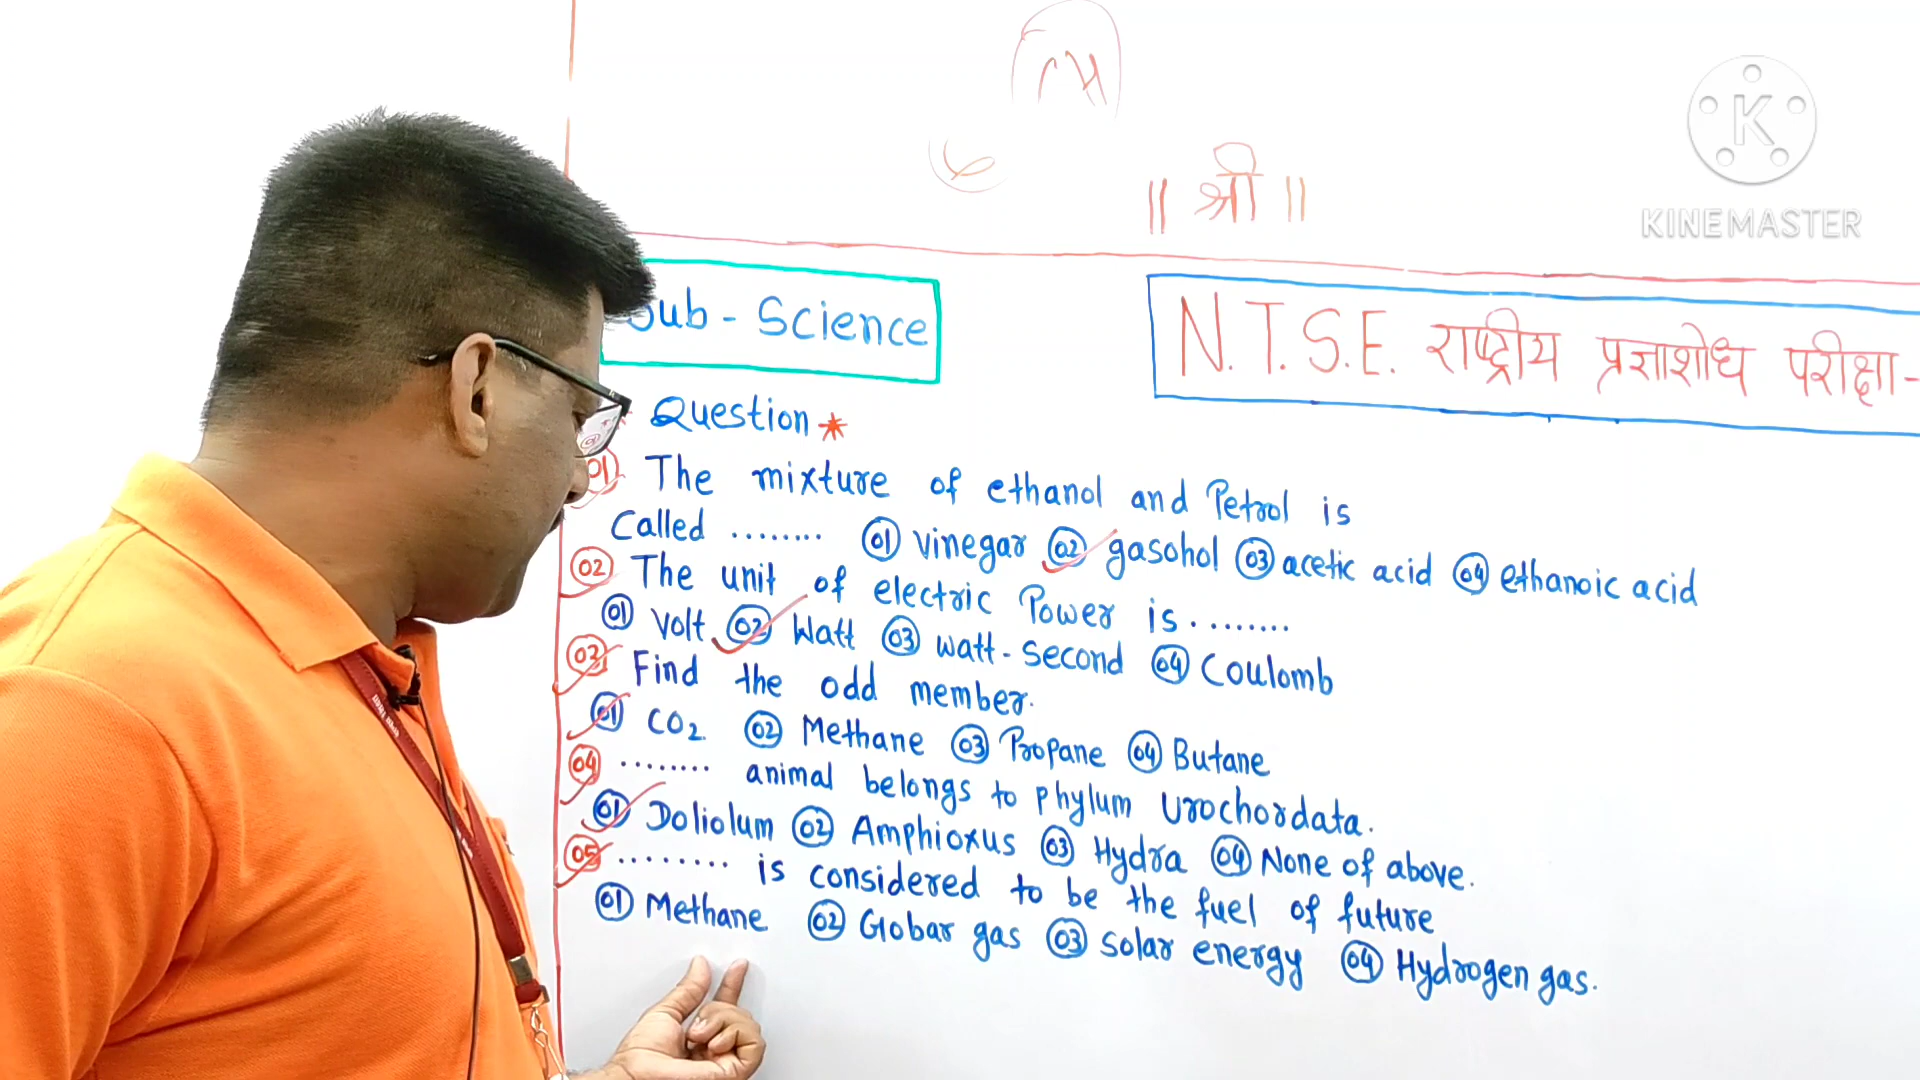 || श्री ||
K
KINEMASTER
Sub - Science
N.T.S.E. राष्ट्रीय प्रज्ञाशोध परीक्षा -
Question *
01 The mixture of ethanol and Petrol is
Called ........ 01 vinegar 02 gasohol 03 acetic acid 04 ethanoic acid
02 The unit of electric Power is ........
01 Volt 02 Watt 03 watt-second 04 Coulomb
03 Find the odd member.
01 CO2 02 Methane 03 Propane 04 Butane
04 ........ animal belongs to phylum Urochordata.
01 Doliolum 02 Amphioxus 03 Hydra 04 None of above.
05 ......... is considered to be the fuel of future
01 Methane 02 Globar gas 03 Solar energy 04 Hydrogen gas.